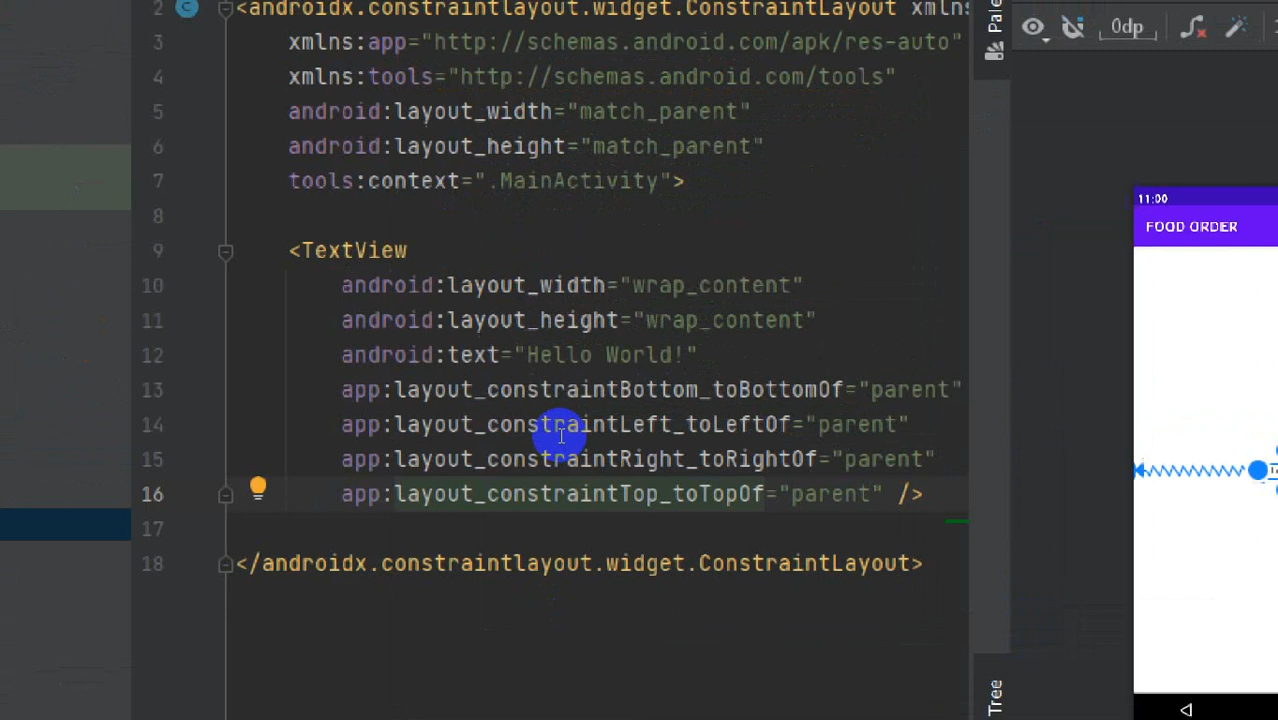 2 <androidx.constraintlayout.widget.ConstraintLayout xmlns
3 xmlns:app="http://schemas.android.com/apk/res-auto"
4 xmlns:tools="http://schemas.android.com/tools"
5 android:layout_width="match_parent"
6 android:layout_height="match_parent"
7 tools:context=".MainActivity">
8
9 <TextView
10 android:layout_width="wrap_content"
11 android:layout_height="wrap_content"
12 android:text="Hello World!"
13 app:layout_constraintBottom_toBottomOf="parent"
14 app:layout_constraintLeft_toLeftOf="parent"
15 app:layout_constraintRight_toRightOf="parent"
16 app:layout_constraintTop_toTopOf="parent" />
17
18 </androidx.constraintlayout.widget.ConstraintLayout>
C
Pale
Tree
0dp
11:00
FOOD ORDER